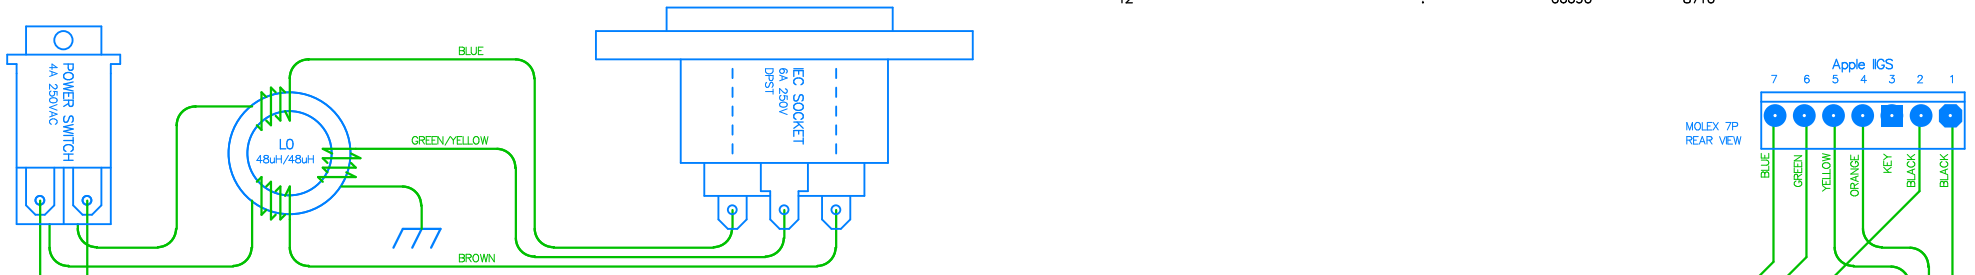 POWER SWITCH
4A 250VAC
BLUE
L0
48uH/48uH
GREEN/YELLOW
BROWN
IEC SOCKET
6A 250V
DPST
Apple IIGS
7 6 5 4 3 2 1
MOLEX 7P
REAR VIEW
BLUE
GREEN
YELLOW
ORANGE
KEY
BLACK
BLACK